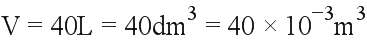 V = 40L = 40dm³ = 40 × 10⁻³m³